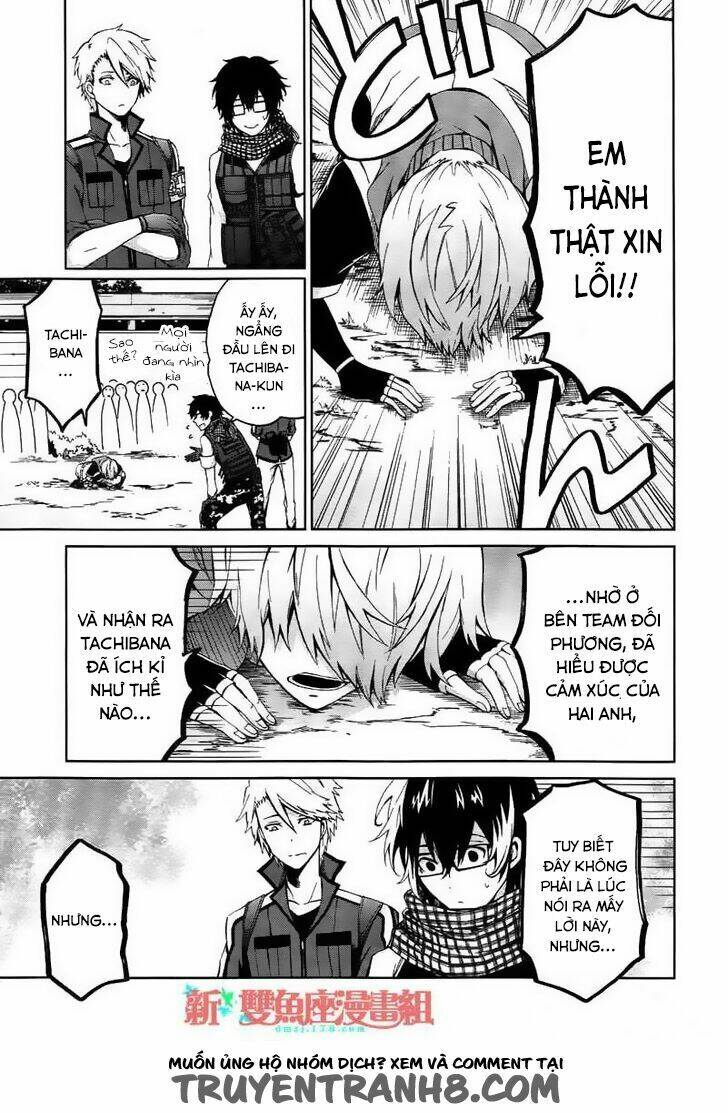 EM
THÀNH
THẬT XIN
LỖI!!
ẤY ẤY,
NGẨNG
ĐẦU LÊN ĐI
TACHIBA-
NA-KUN
...
Mọi
người
đang nhìn
kìa
Sao
thế?
TACHI-
BANA
...
...NHỜ Ở
BÊN TEAM ĐỐI
PHƯƠNG, ĐÃ
HIỂU ĐƯỢC
CẢM XÚC CỦA
HAI ANH,
VÀ NHẬN RA
TACHIBANA
ĐÃ ÍCH KỈ
NHƯ THẾ
NÀO...
TUY BIẾT
ĐÂY KHÔNG
PHẢI LÀ LÚC
NÓI RA MẤY
LỜI NÀY,
NHƯNG...
NHƯNG...
新·雙魚座漫畫組
dmzj.178.com
MUỐN ỦNG HỘ NHÓM DỊCH? XEM VÀ COMMENT TẠI
TRUYENTRANH8.COM